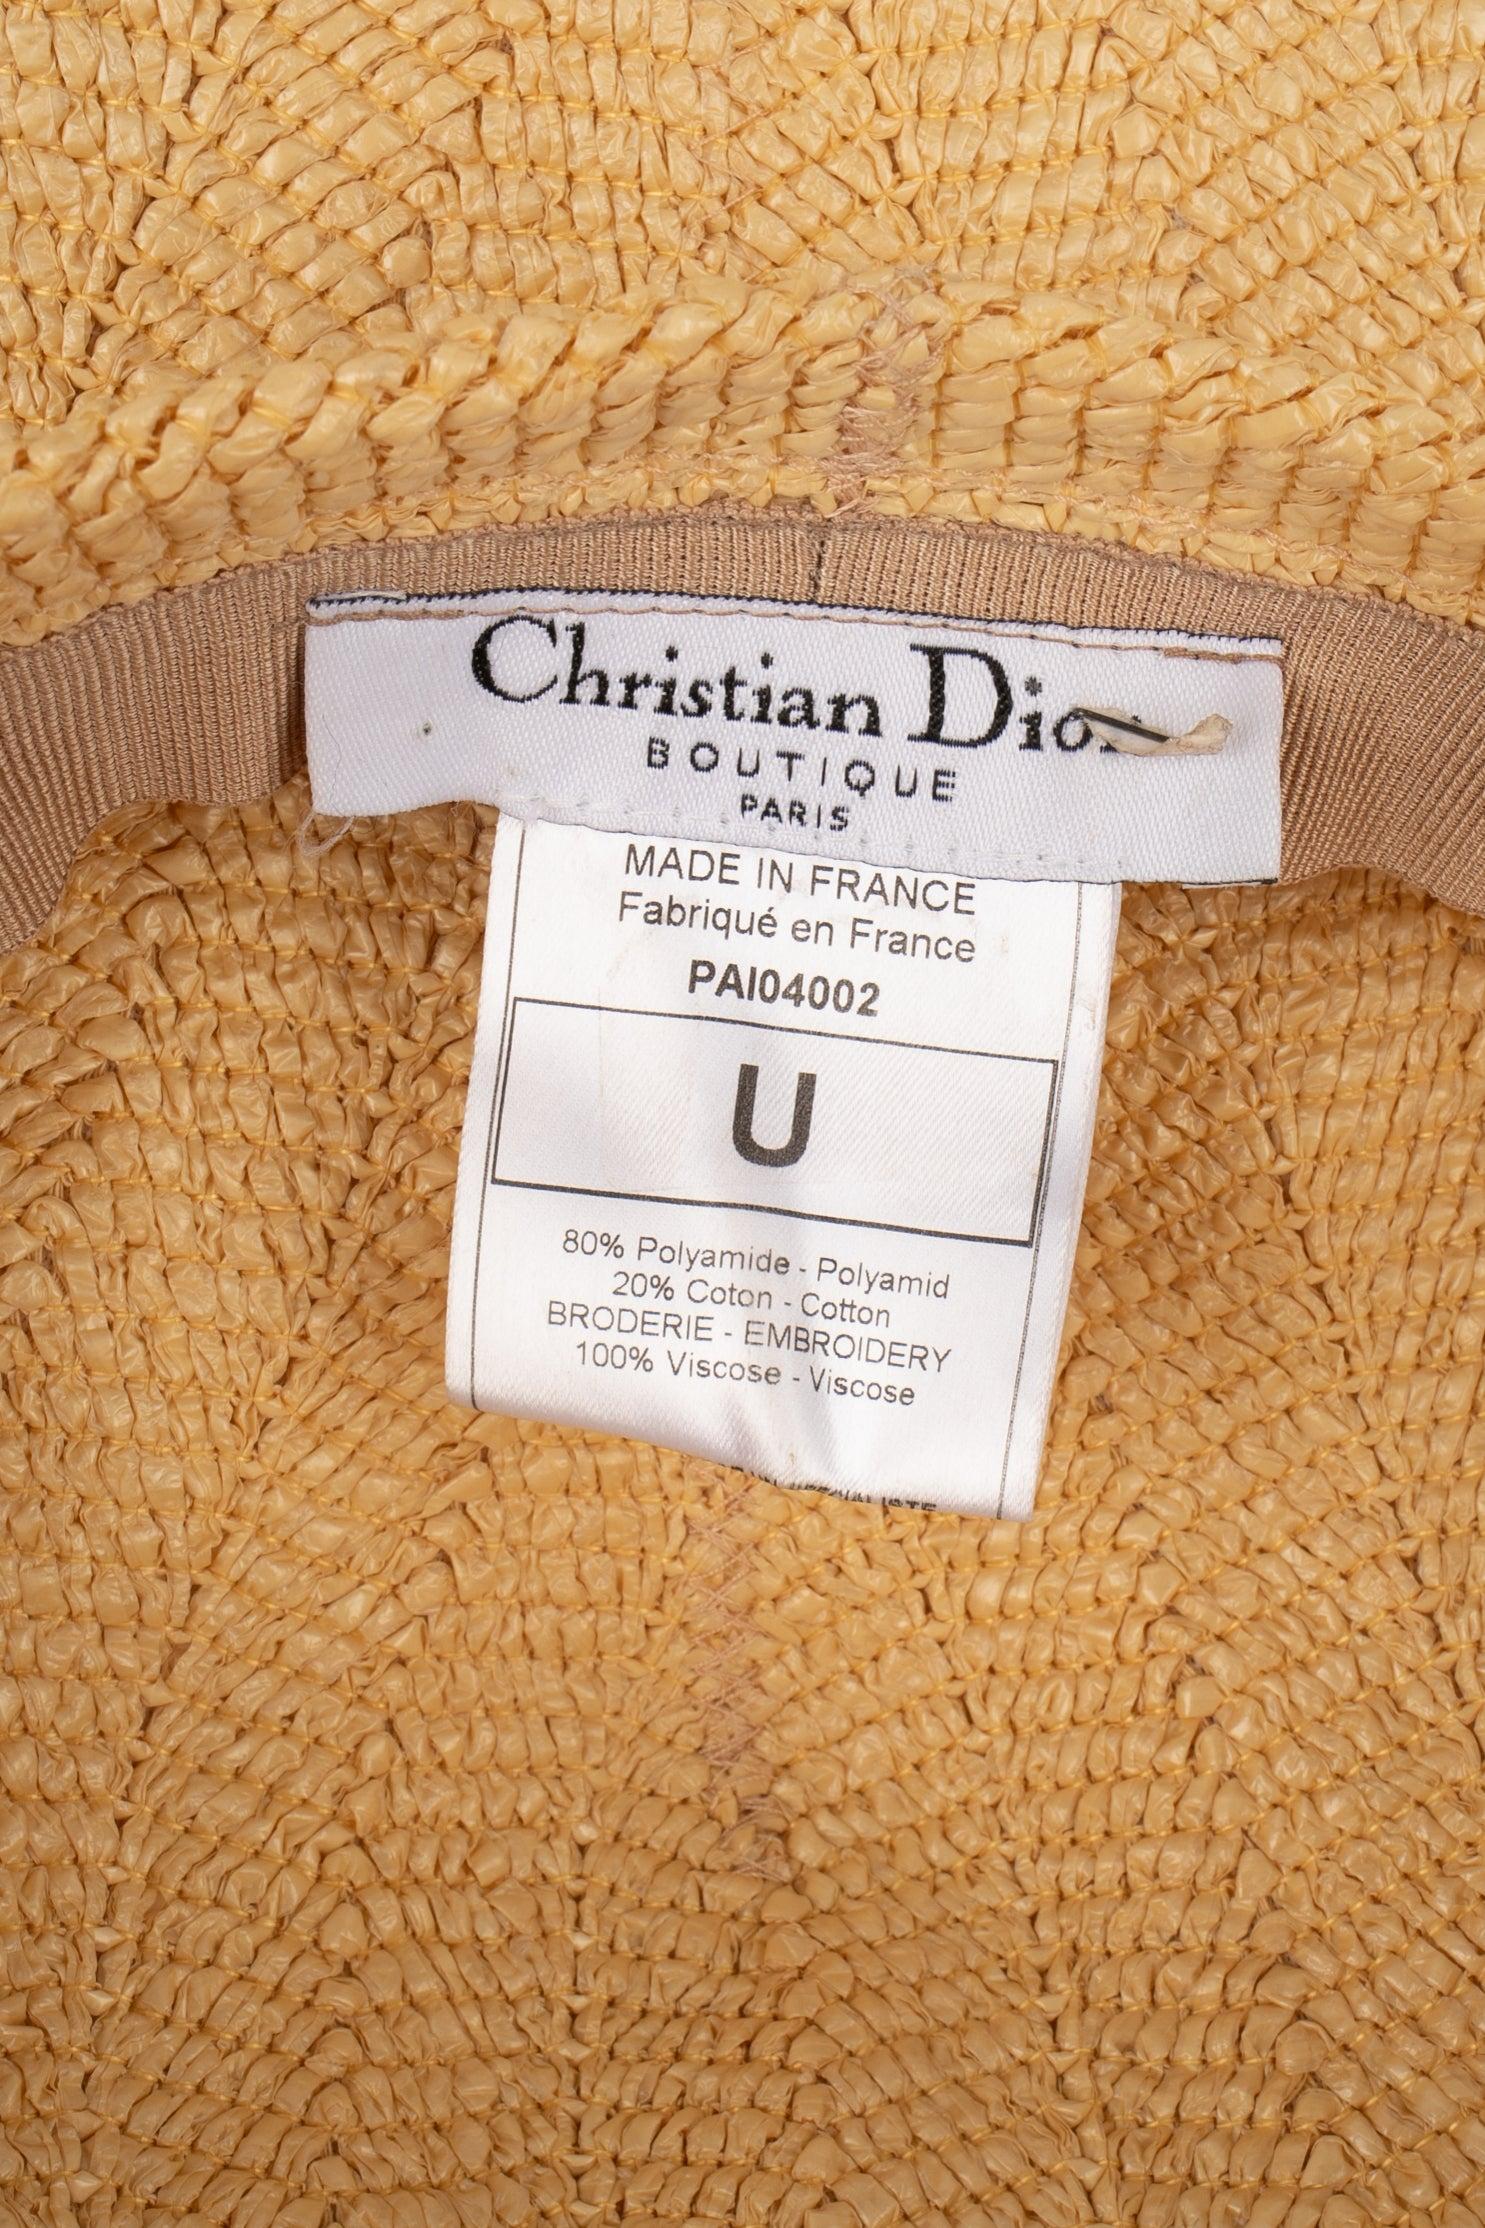 Christian Dior
BOUTIQUE
PARIS
MADE IN FRANCE
Fabriqué en France
PAI04002
U
80% Polyamide - Polyamid
20% Coton - Cotton
BRODERIE - EMBROIDERY
100% Viscose - Viscose